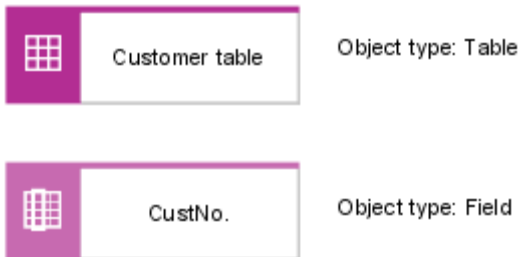 Customer table
Object type: Table
CustNo.
Object type: Field